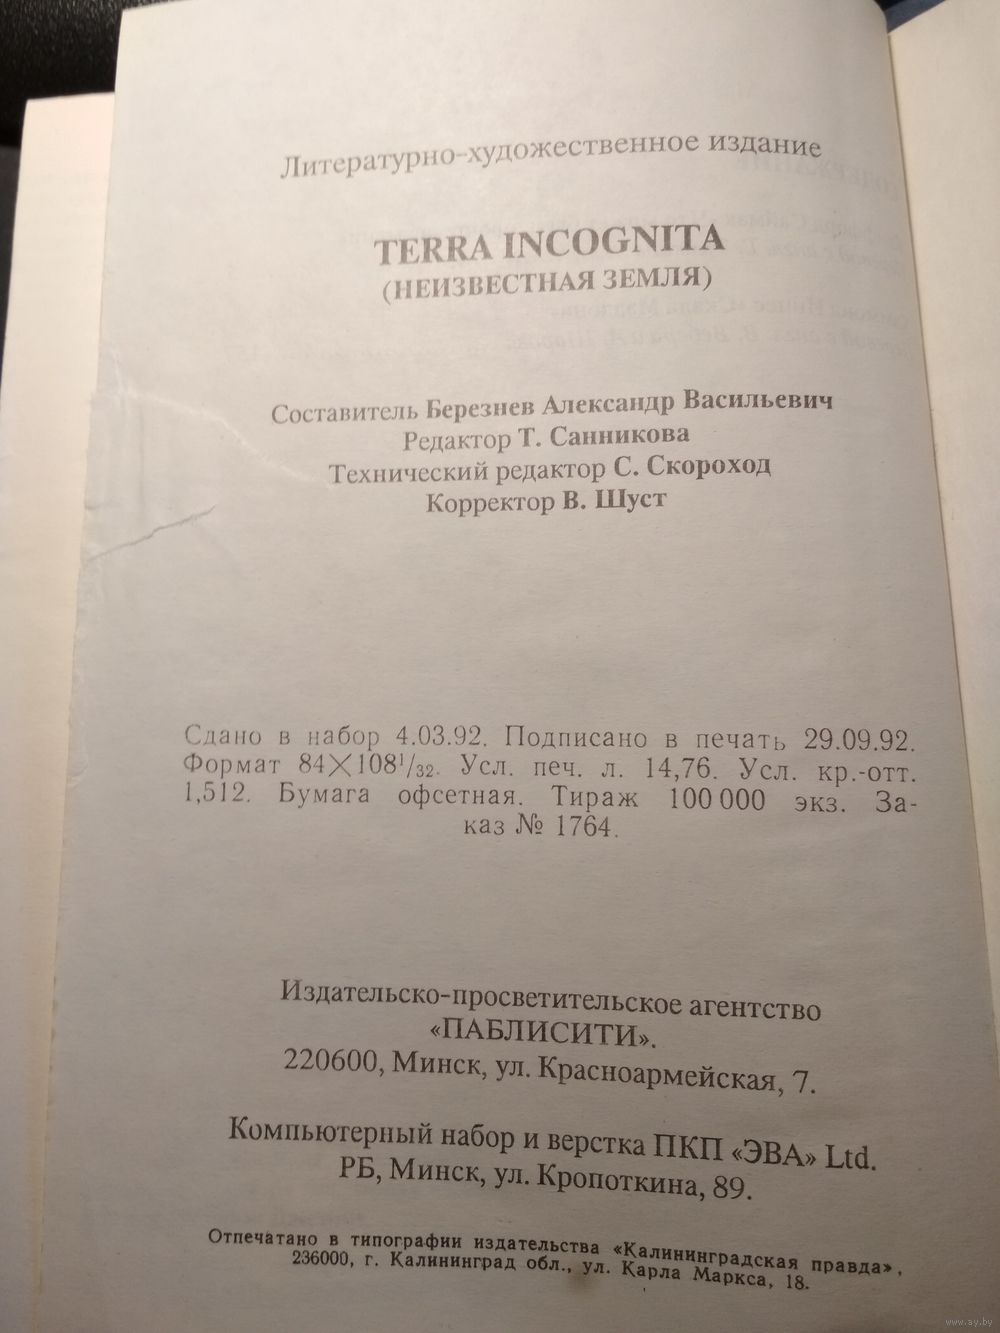 Литературно-художественное издание
TERRA INCOGNITA
(НЕИЗВЕСТНАЯ ЗЕМЛЯ)
Составитель Березнев Александр Васильевич
Редактор Т. Санникова
Технический редактор С. Скороход
Корректор В. Шуст
Сдано в набор 4.03.92. Подписано в печать 29.09.92.
Формат 84×108¹/₃₂. Усл. печ. л. 14,76. Усл. кр.-отт.
1,512. Бумага офсетная. Тираж 100 000 экз. За-
каз № 1764.
Издательско-просветительское агентство
«ПАБЛИСИТИ».
220600, Минск, ул. Красноармейская, 7.
Компьютерный набор и верстка ПКП «ЭВА» Ltd.
РБ, Минск, ул. Кропоткина, 89.
Отпечатано в типографии издательства «Калининградская правда»,
236000, г. Калининград обл., ул. Карла Маркса, 18.
www.ay.by